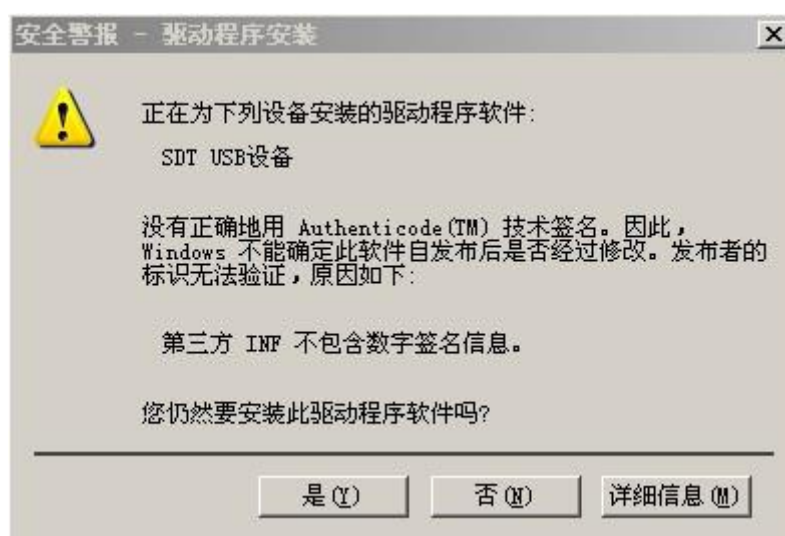 安全警报 - 驱动程序安装
正在为下列设备安装的驱动程序软件:
SDT USB设备
没有正确地用 Authenticode(TM) 技术签名。因此，
Windows 不能确定此软件自发布后是否经过修改。发布者的
标识无法验证，原因如下:
第三方 INF 不包含数字签名信息。
您仍然要安装此驱动程序软件吗?
是(Y) 否(N) 详细信息(M)